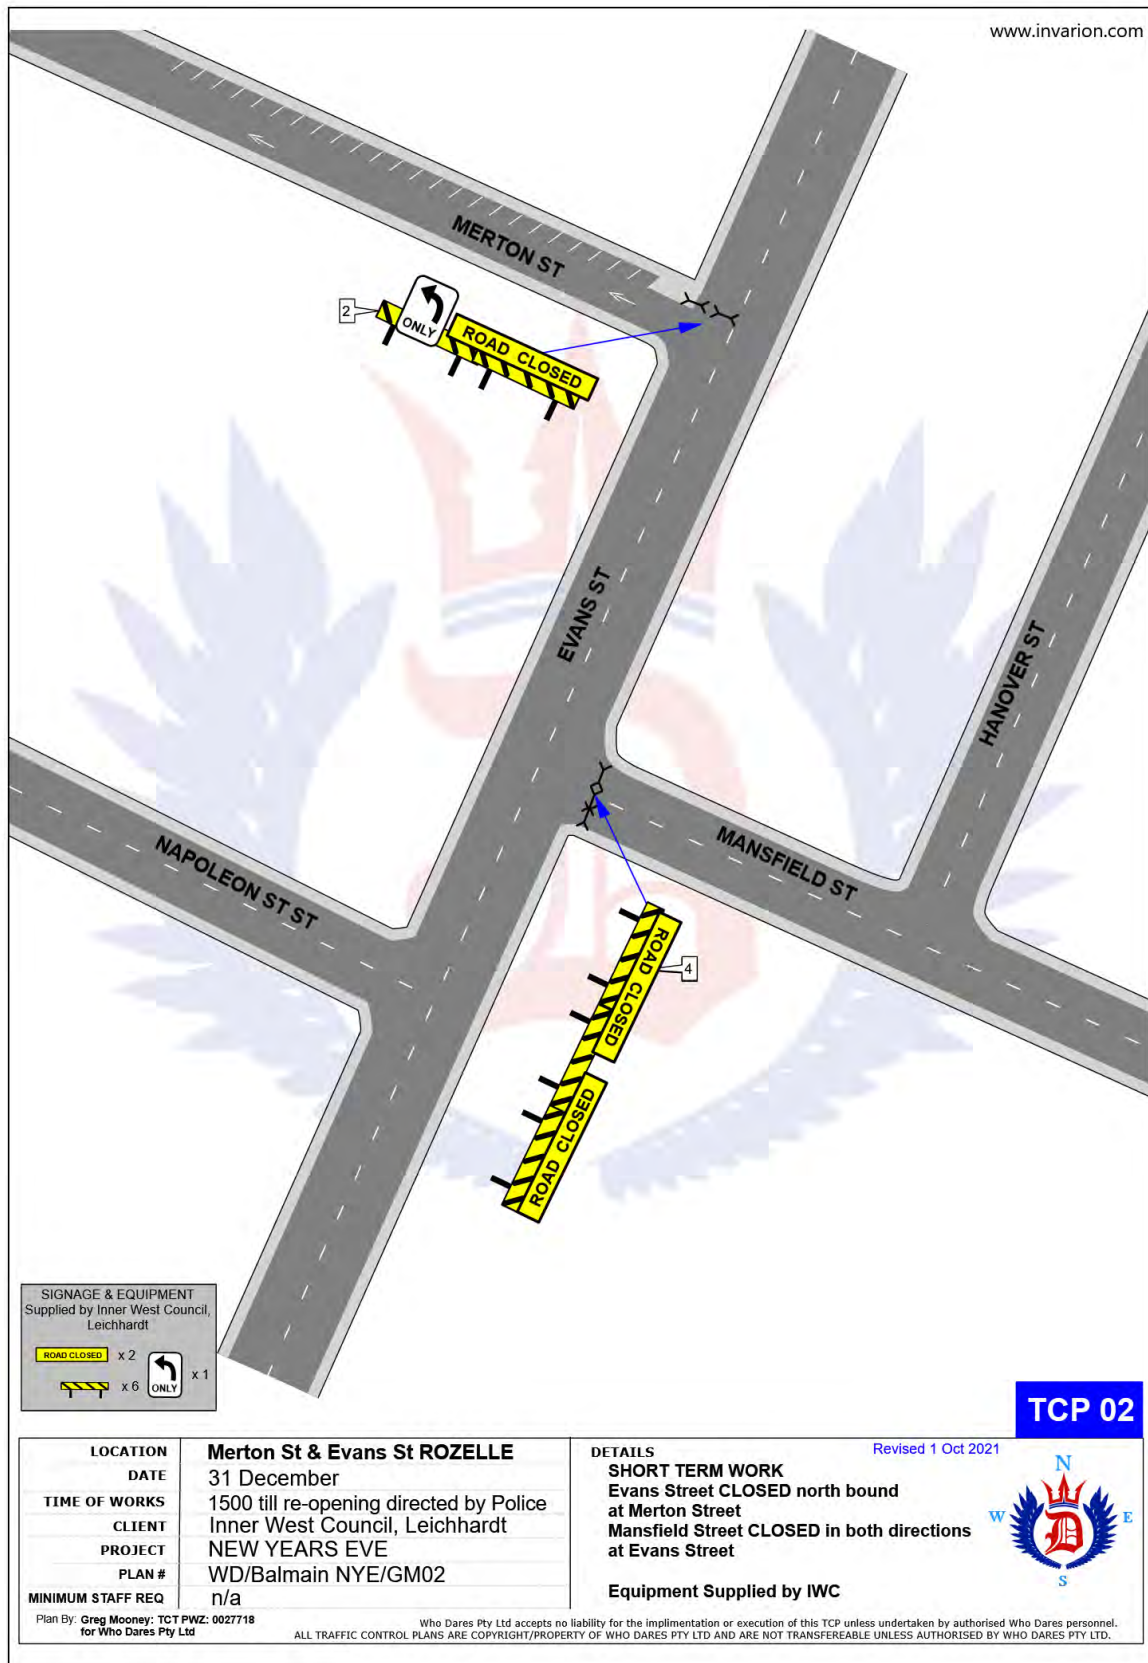 www.invarion.com
MERTON ST
2
ONLY
ROAD CLOSED
EVANS ST
HANOVER ST
NAPOLEON ST ST
MANSFIELD ST
ROAD CLOSED
4
ROAD CLOSED
SIGNAGE & EQUIPMENT
Supplied by Inner West Council,
Leichhardt
ROAD CLOSED x 2
x 6
ONLY
x 1
TCP 02
LOCATION Merton St & Evans St ROZELLE
DATE 31 December
TIME OF WORKS 1500 till re-opening directed by Police
CLIENT Inner West Council, Leichhardt
PROJECT NEW YEARS EVE
PLAN # WD/Balmain NYE/GM02
MINIMUM STAFF REQ n/a
DETAILS
Revised 1 Oct 2021
SHORT TERM WORK
Evans Street CLOSED north bound
at Merton Street
Mansfield Street CLOSED in both directions
at Evans Street
Equipment Supplied by IWC
N
W
D
E
S
Plan By: Greg Mooney: TCT PWZ: 0027718
for Who Dares Pty Ltd
Who Dares Pty Ltd accepts no liability for the implimentation or execution of this TCP unless undertaken by authorised Who Dares personnel.
ALL TRAFFIC CONTROL PLANS ARE COPYRIGHT/PROPERTY OF WHO DARES PTY LTD AND ARE NOT TRANSFEREABLE UNLESS AUTHORISED BY WHO DARES PTY LTD.